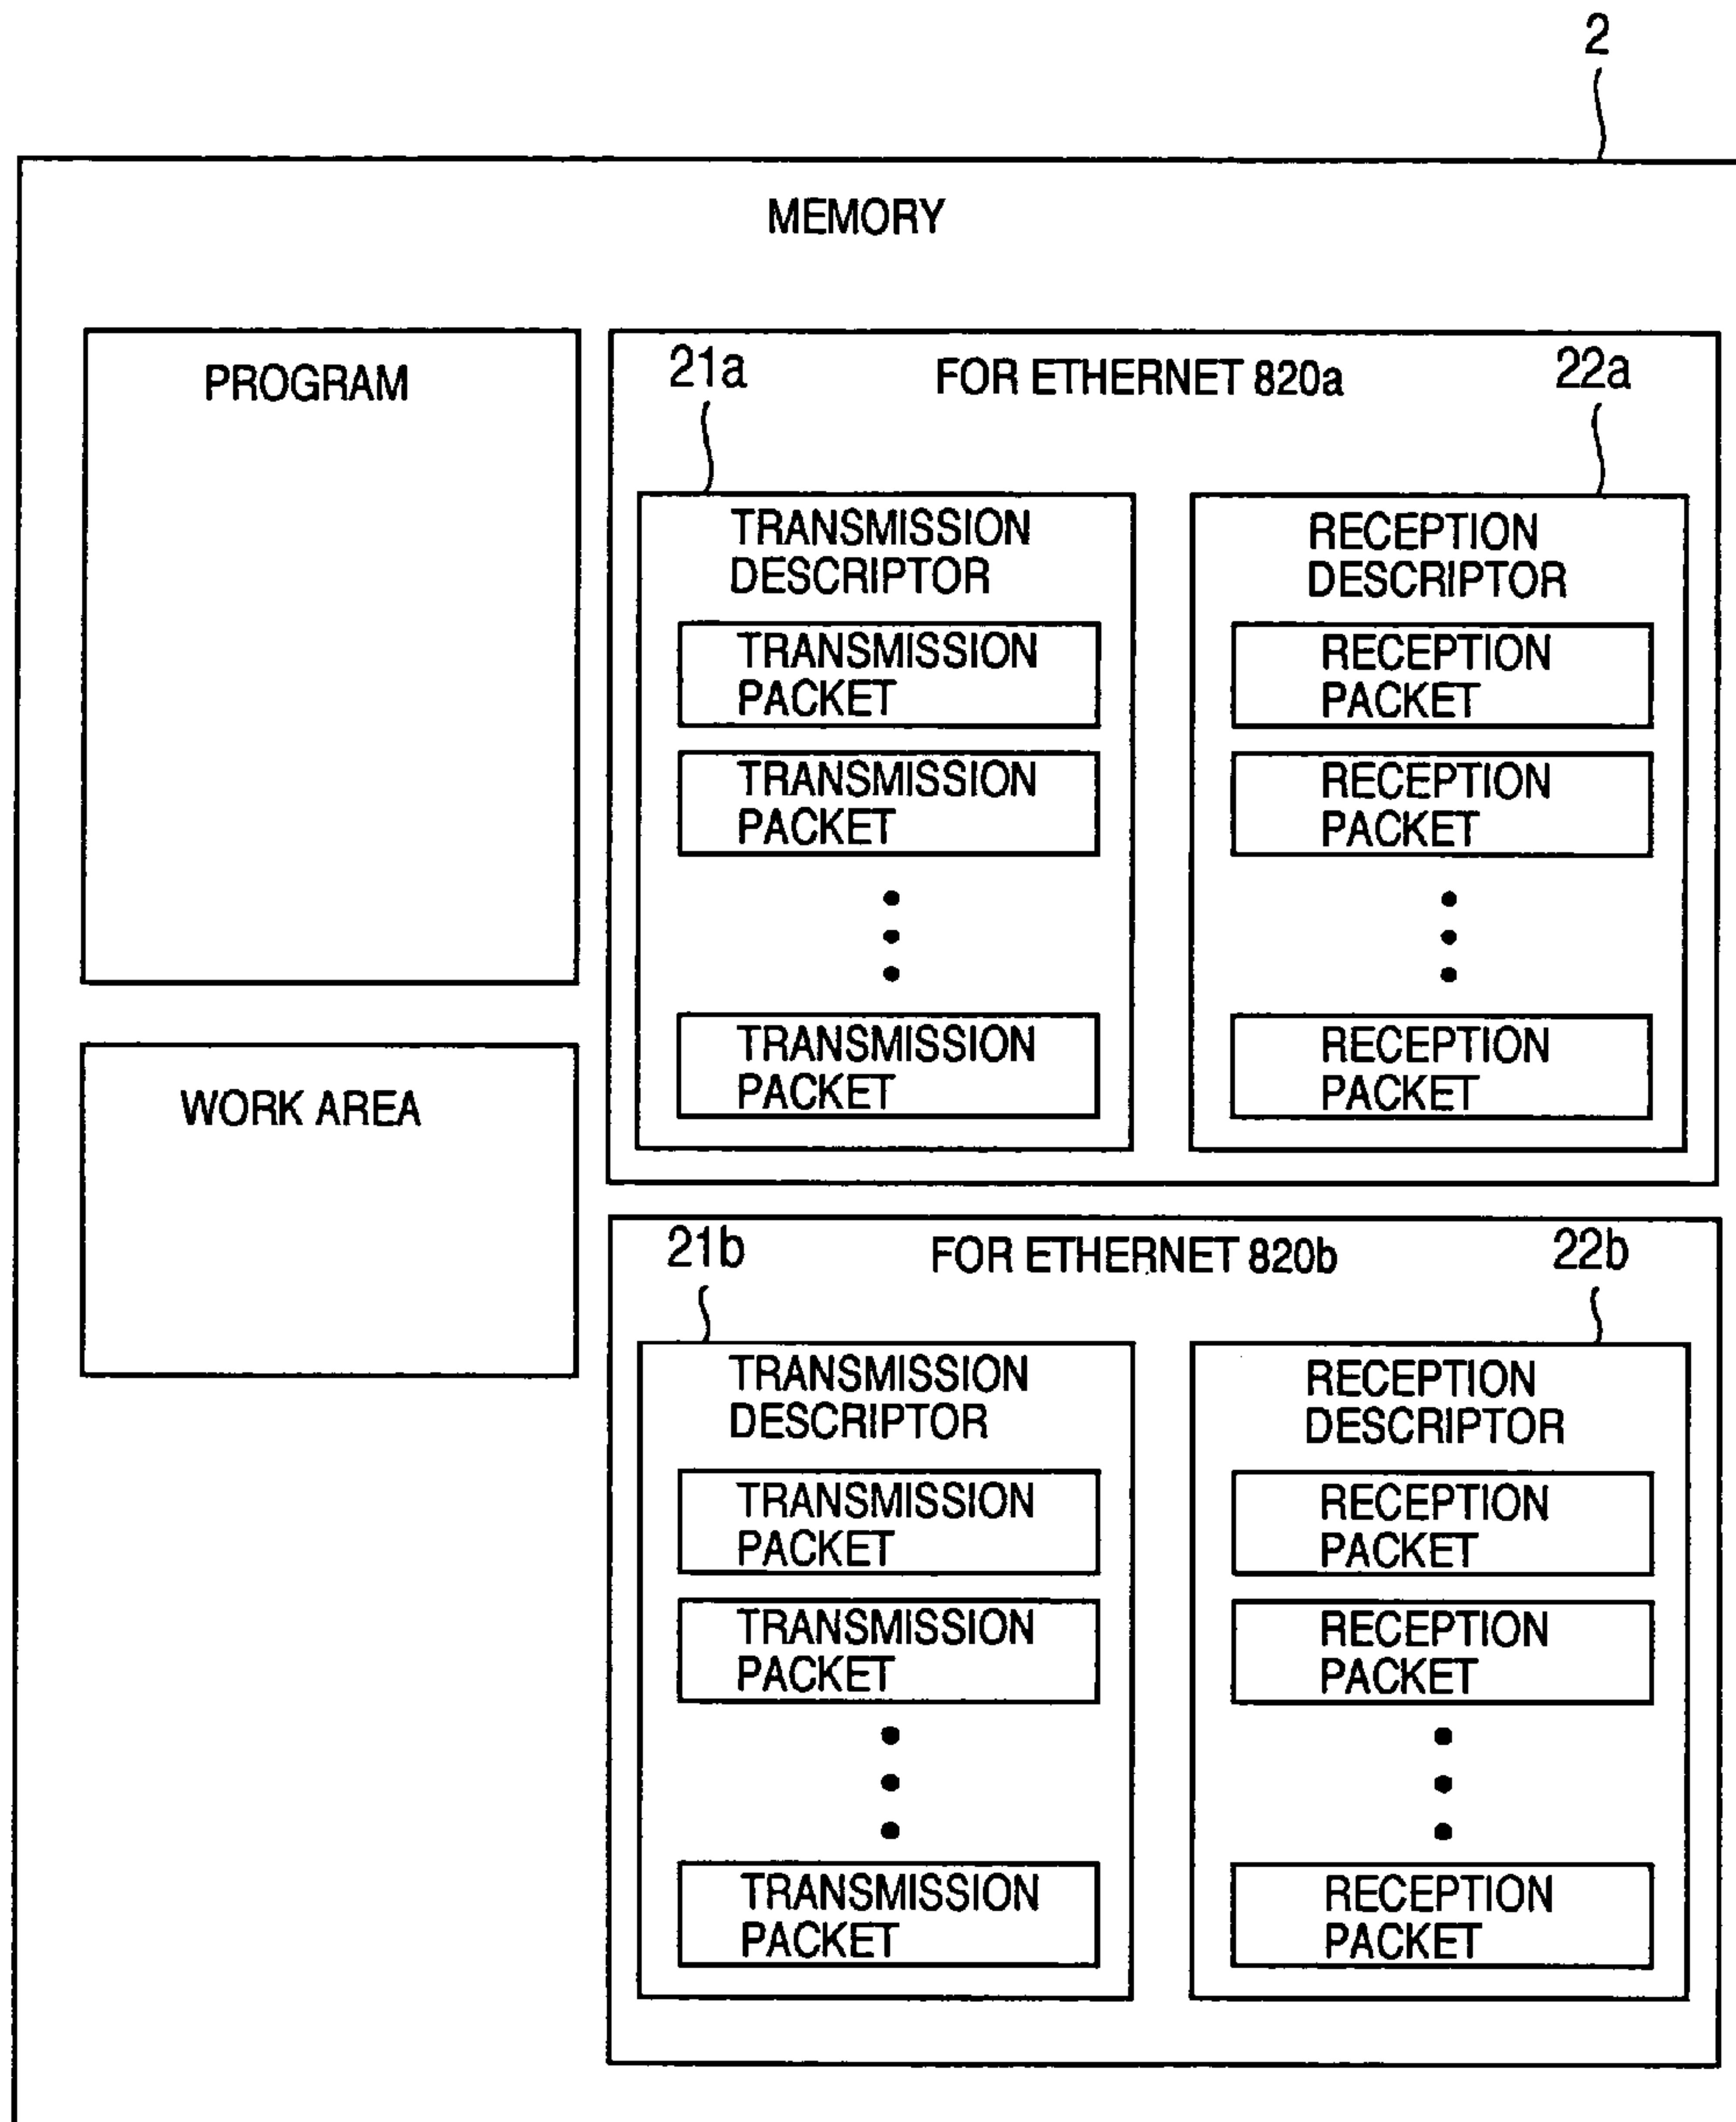 2
MEMORY
PROGRAM
WORK AREA
21a
FOR ETHERNET 820a
22a
TRANSMISSION
DESCRIPTOR
TRANSMISSION
PACKET
TRANSMISSION
PACKET
TRANSMISSION
PACKET
RECEPTION
DESCRIPTOR
RECEPTION
PACKET
RECEPTION
PACKET
RECEPTION
PACKET
21b
FOR ETHERNET 820b
22b
TRANSMISSION
DESCRIPTOR
TRANSMISSION
PACKET
TRANSMISSION
PACKET
TRANSMISSION
PACKET
RECEPTION
DESCRIPTOR
RECEPTION
PACKET
RECEPTION
PACKET
RECEPTION
PACKET